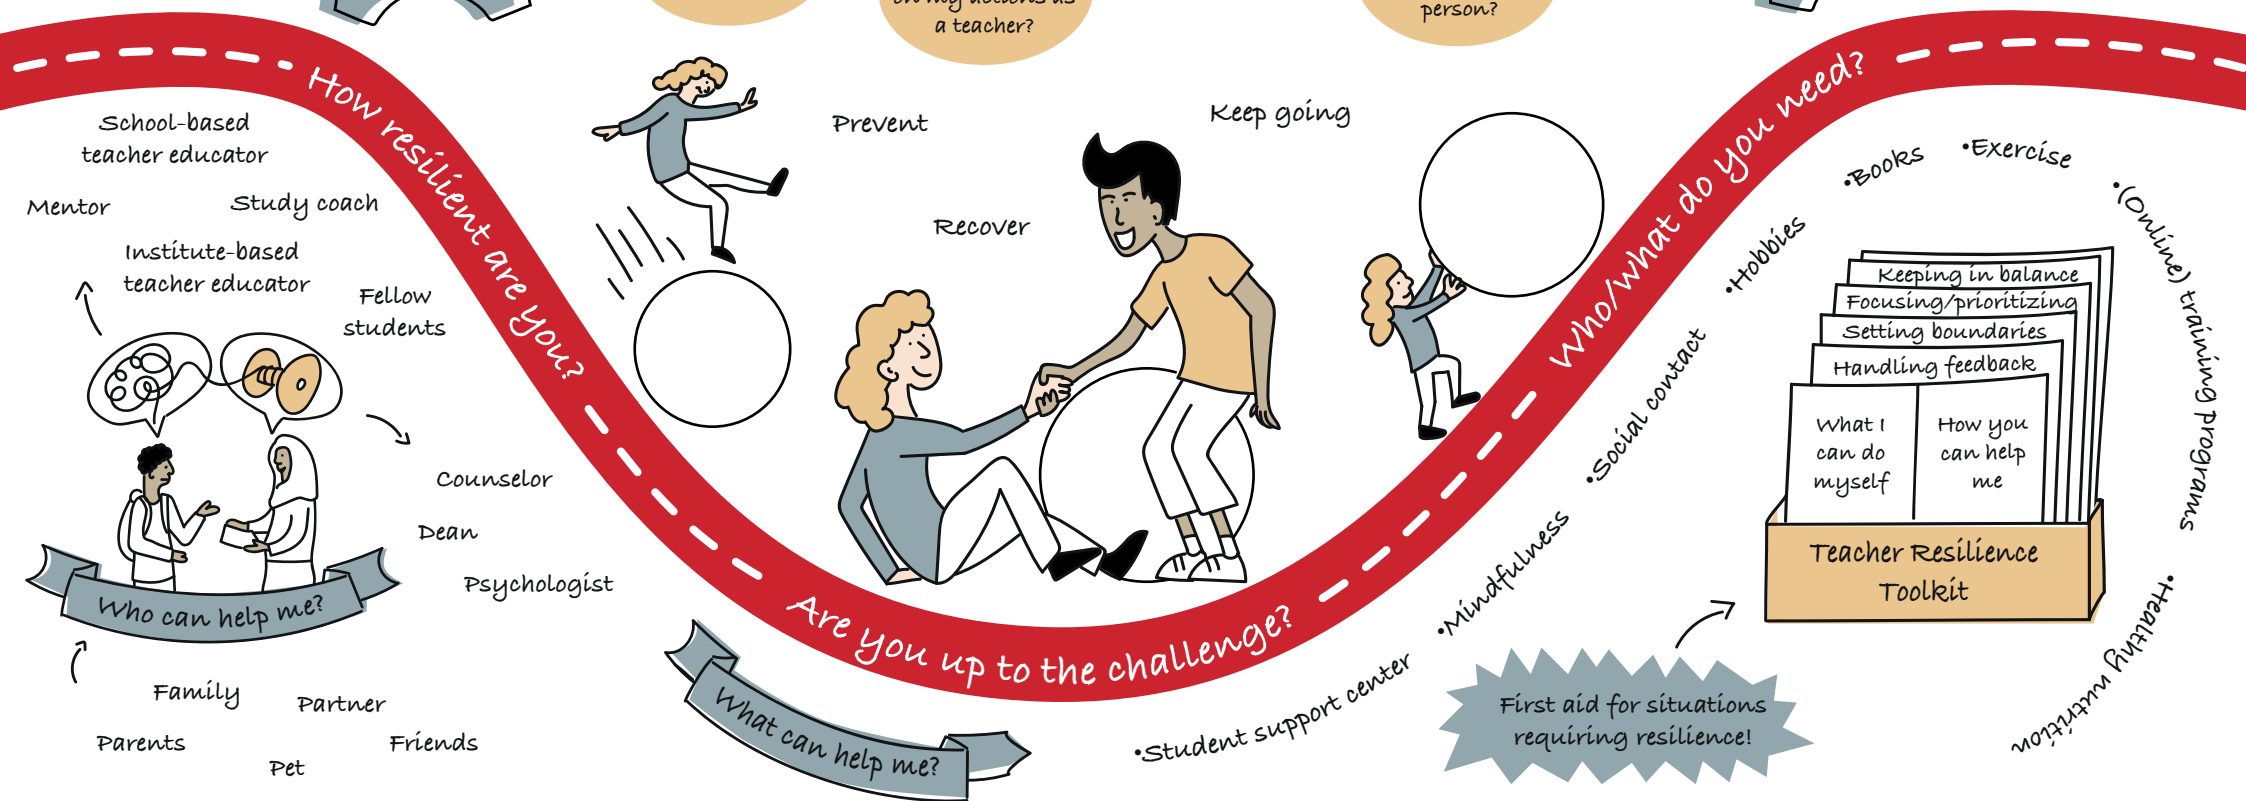 on my actions as
a teacher?
person?
How resilient are you?
Are you up to the challenge?
Who/what do you need?
School-based
teacher educator
Mentor
Study coach
Institute-based
teacher educator
Fellow
students
Counselor
Dean
Psychologist
Who can help me?
Family
Partner
Parents
Friends
Pet
Prevent
Recover
Keep going
What can help me?
•Student support center
•Mindfulness
•Social contact
•Hobbies
•Books
•Exercise
•(Online) training programs
•Healthy nutrition
Keeping in balance
Focusing/prioritizing
Setting boundaries
Handling feedback
What I
can do
myself
How you
can help
me
Teacher Resilience
Toolkit
First aid for situations
requiring resilience!